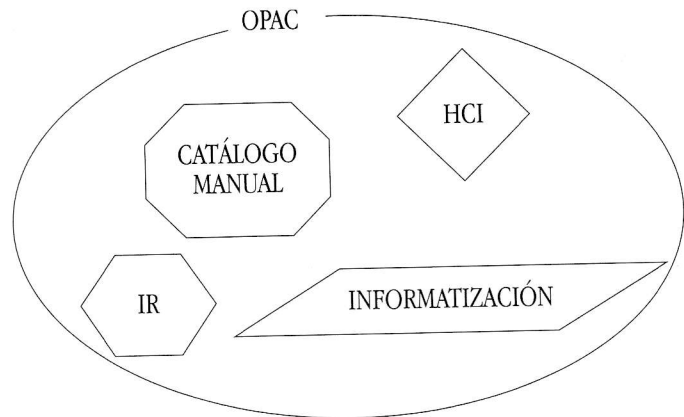 OPAC
HCI
CATÁLOGO
MANUAL
IR
INFORMATIZACIÓN